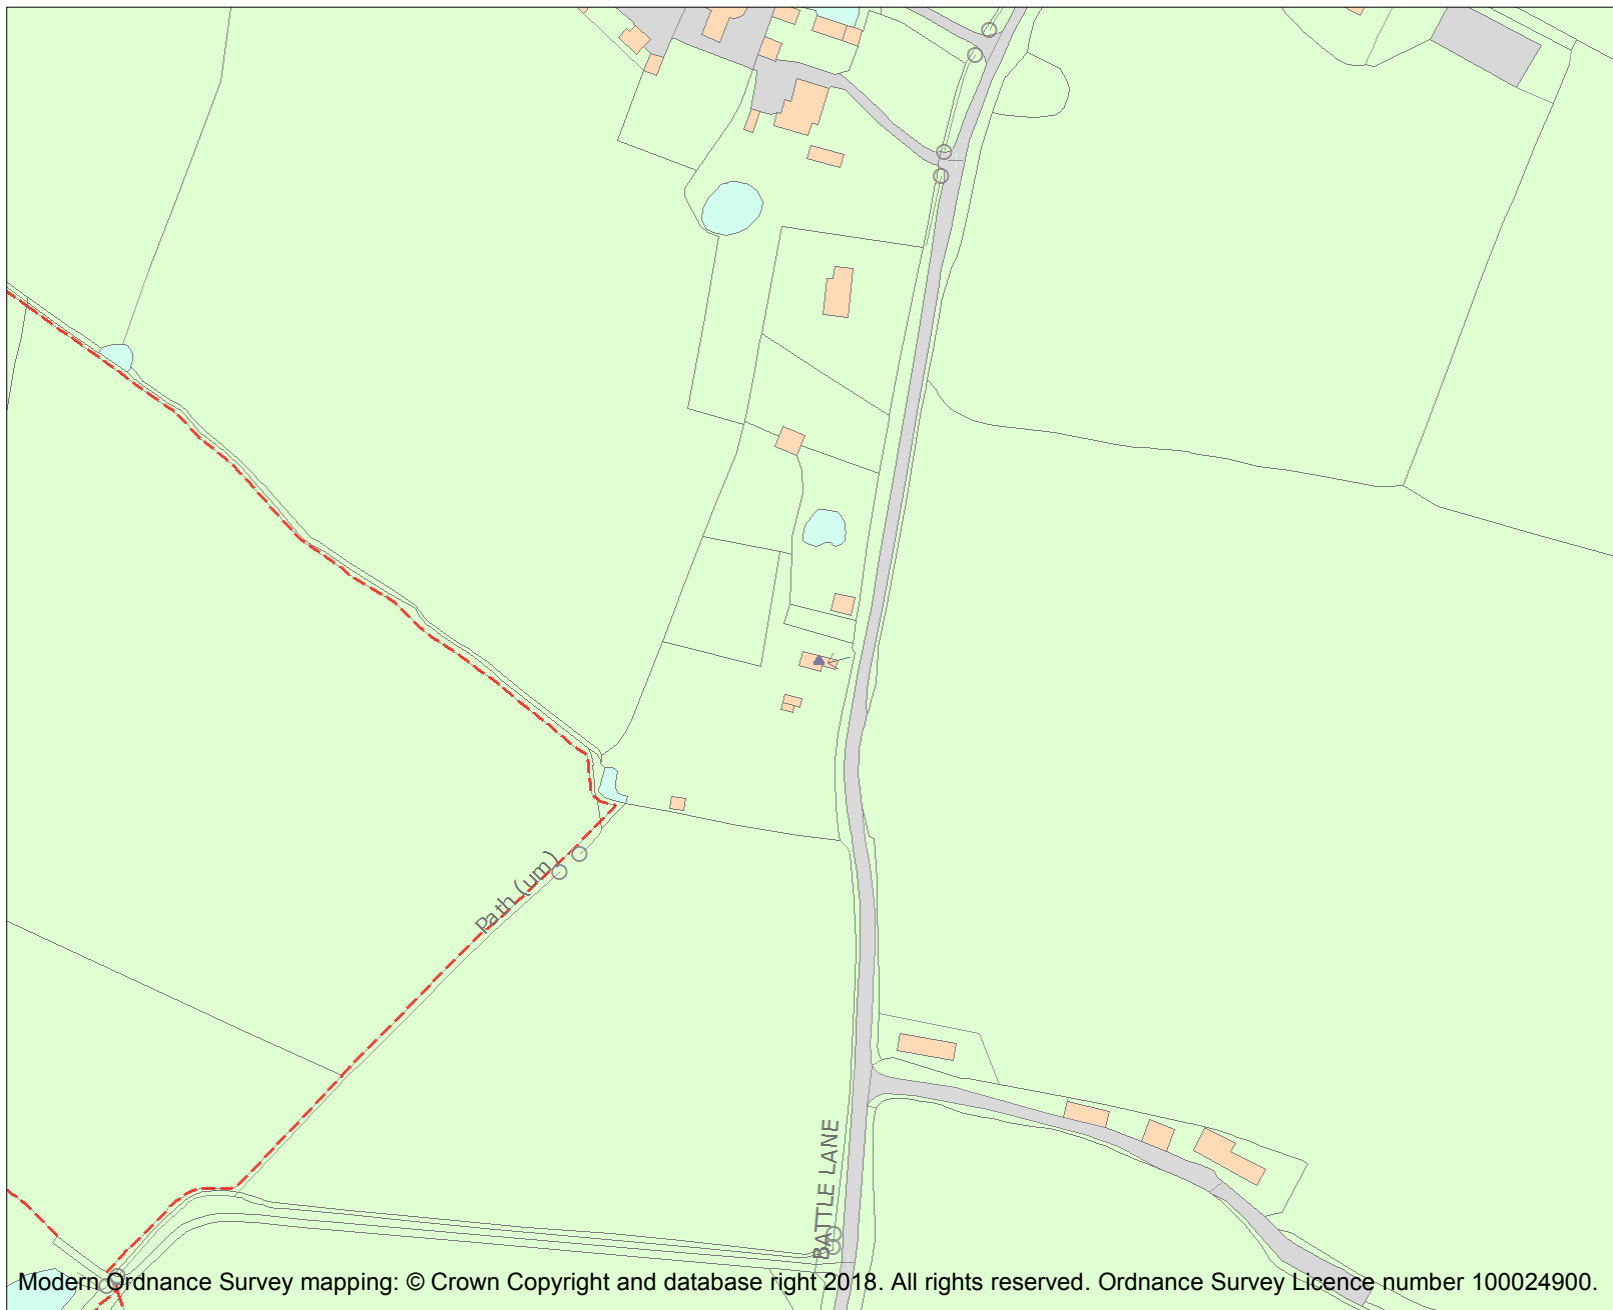 Path (um)
BATTLE LANE
Modern Ordnance Survey mapping: © Crown Copyright and database right 2018. All rights reserved. Ordnance Survey Licence number 100024900.